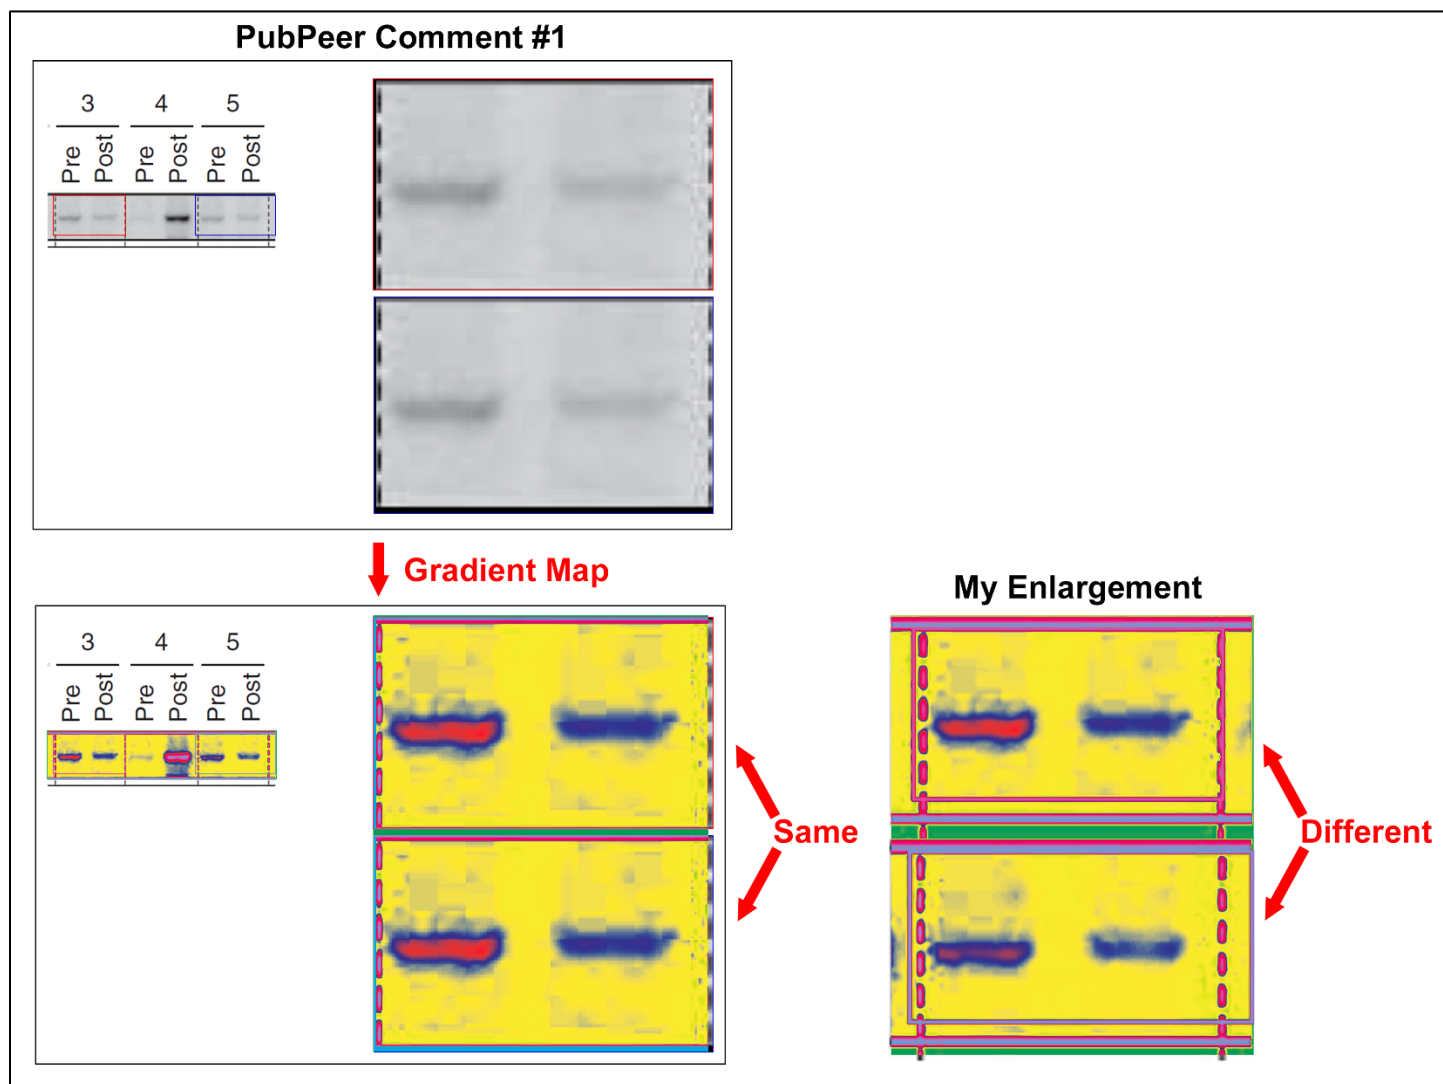 PubPeer Comment #1
3 4 5
Pre Post Pre Post Pre Post
Gradient Map
My Enlargement
3 4 5
Pre Post Pre Post Pre Post
Same
Different